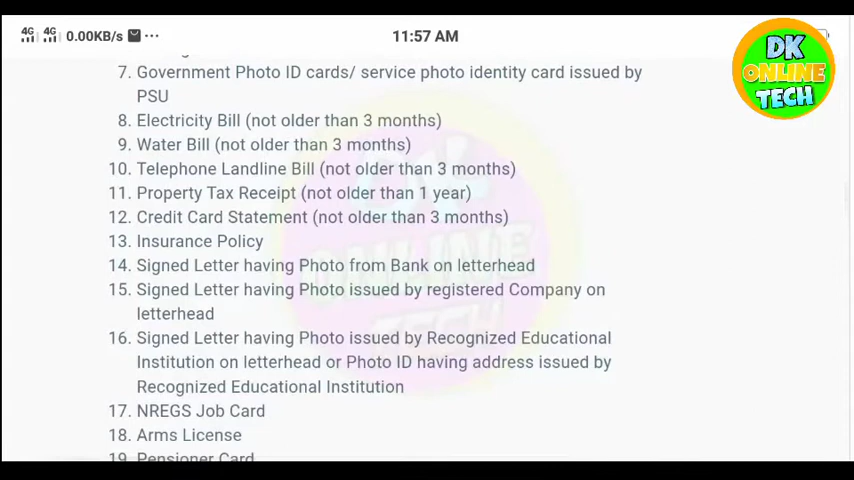 4G 4G 0.00KB/s ...
11:57 AM
DK
ONLINE
TECH
7. Government Photo ID cards/ service photo identity card issued by
PSU
8. Electricity Bill (not older than 3 months)
9. Water Bill (not older than 3 months)
10. Telephone Landline Bill (not older than 3 months)
11. Property Tax Receipt (not older than 1 year)
12. Credit Card Statement (not older than 3 months)
13. Insurance Policy
14. Signed Letter having Photo from Bank on letterhead
15. Signed Letter having Photo issued by registered Company on
letterhead
16. Signed Letter having Photo issued by Recognized Educational
Institution on letterhead or Photo ID having address issued by
Recognized Educational Institution
17. NREGS Job Card
18. Arms License
19. Pensioner Card